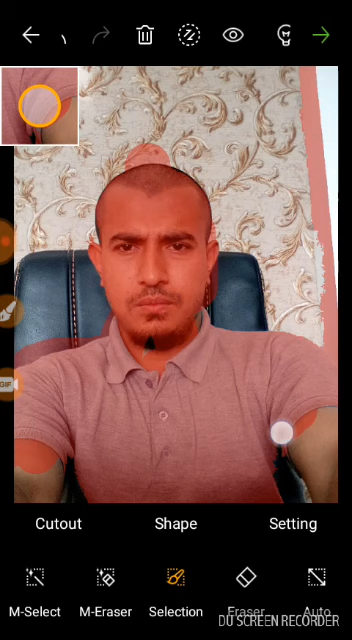 GIF
Cutout Shape Setting
M-Select M-Eraser Selection Eraser Auto
DU SCREEN RECORDER